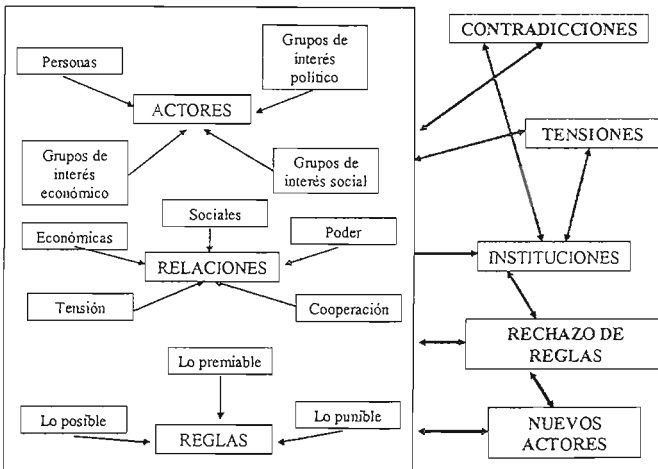 CONTRADICCIONES
Grupos de
interés
político
Personas
ACTORES
TENSIONES
Grupos de
interés
económico
Grupos de
interés social
Sociales
Económicas
Poder
RELACIONES
INSTITUCIONES
Tensión
Cooperación
RECHAZO DE
REGLAS
Lo premiable
Lo posible
Lo punible
REGLAS
NUEVOS
ACTORES